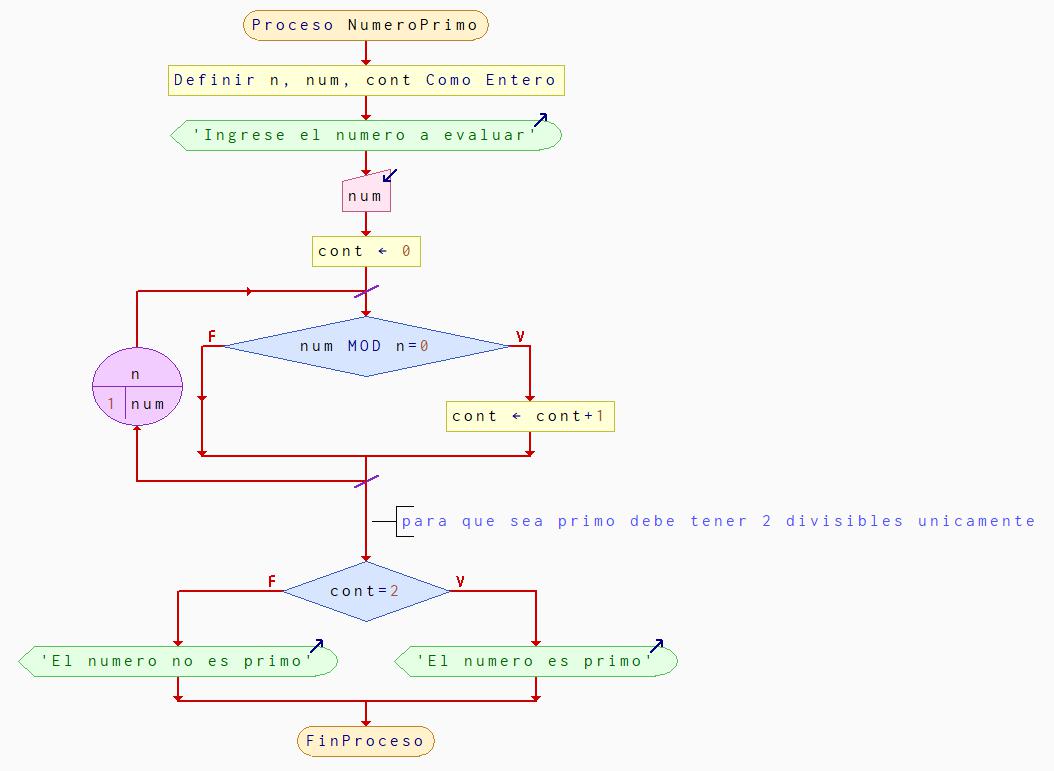 Proceso NumeroPrimo
Definir n, num, cont Como Entero
'Ingrese el numero a evaluar'
num
cont ← 0
F
V
num MOD n=0
n
1 num
cont ← cont+1
para que sea primo debe tener 2 divisibles unicamente
F
V
cont=2
'El numero no es primo'
'El numero es primo'
FinProceso